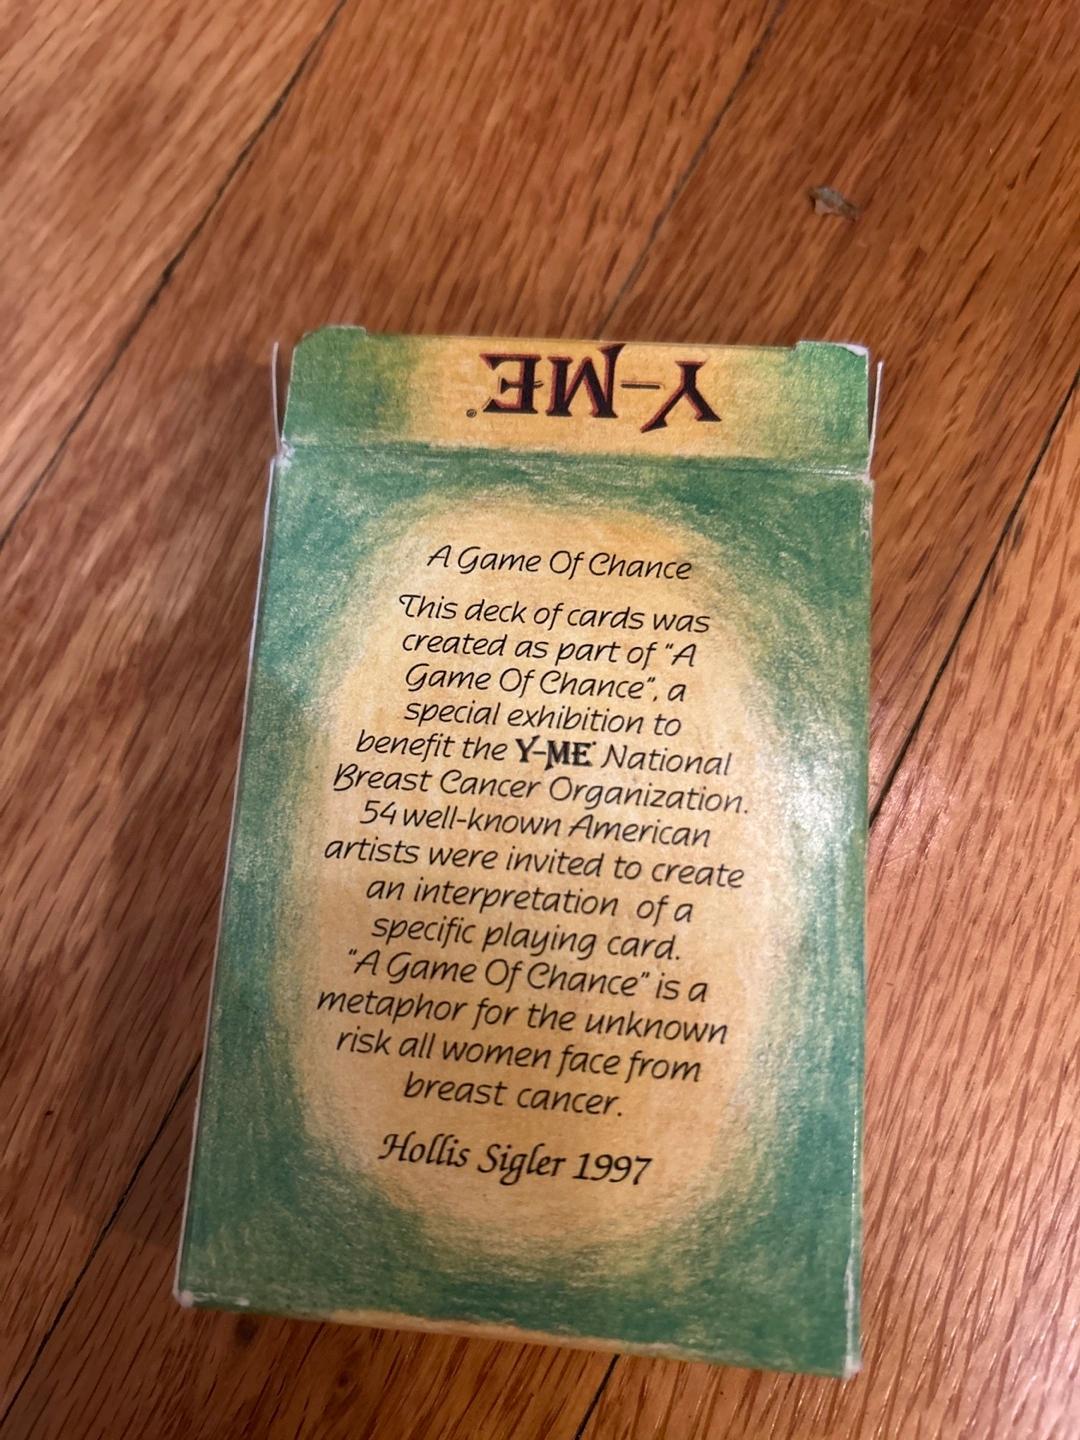 Y-ME®
A Game Of Chance
This deck of cards was
created as part of "A
Game Of Chance", a
special exhibition to
benefit the Y-ME® National
Breast Cancer Organization.
54 well-known American
artists were invited to create
an interpretation of a
specific playing card.
"A Game Of Chance" is a
metaphor for the unknown
risk all women face from
breast cancer.
Hollis Sigler 1997